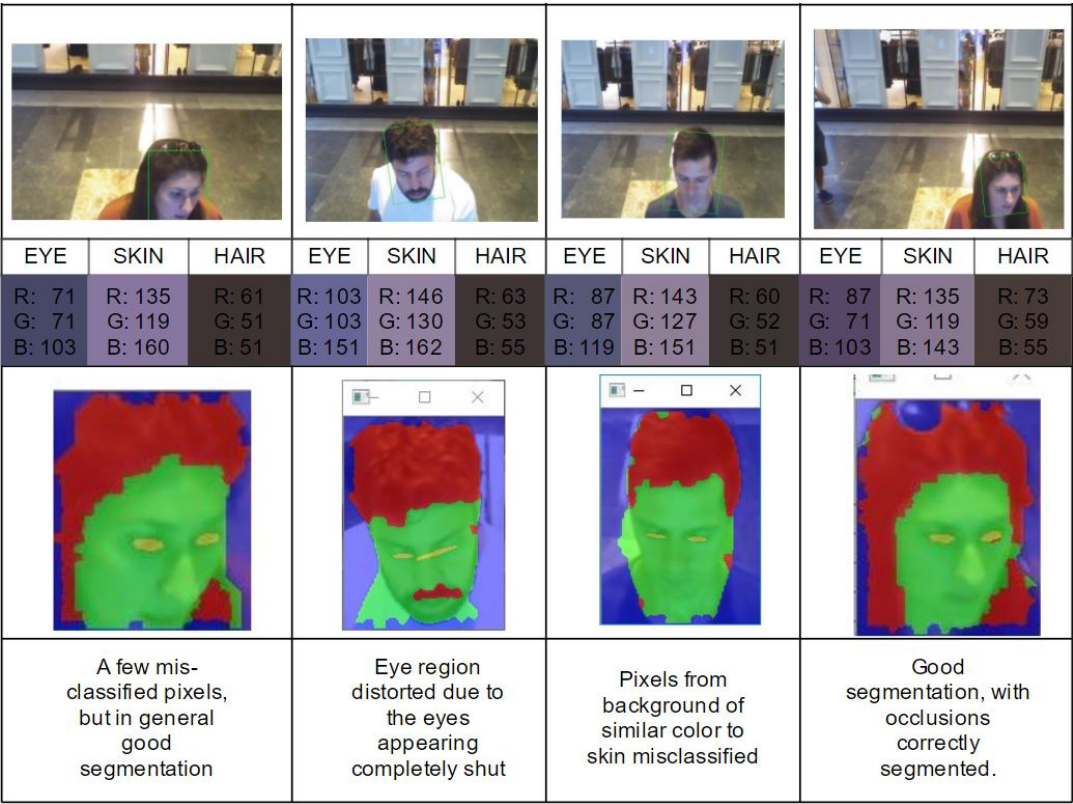 EYE SKIN HAIR EYE SKIN HAIR EYE SKIN HAIR EYE SKIN HAIR
R: 71 R: 135 R: 61 R: 103 R: 146 R: 63 R: 87 R: 143 R: 60 R: 87 R: 135 R: 73
G: 71 G: 119 G: 51 G: 103 G: 130 G: 53 G: 87 G: 127 G: 52 G: 71 G: 119 G: 59
B: 103 B: 160 B: 51 B: 151 B: 162 B: 55 B: 119 B: 151 B: 51 B: 103 B: 143 B: 55
A few mis-
classified pixels,
but in general
good
segmentation
Eye region
distorted due to
the eyes
appearing
completely shut
Pixels from
background of
similar color to
skin misclassified
Good
segmentation, with
occlusions
correctly
segmented.